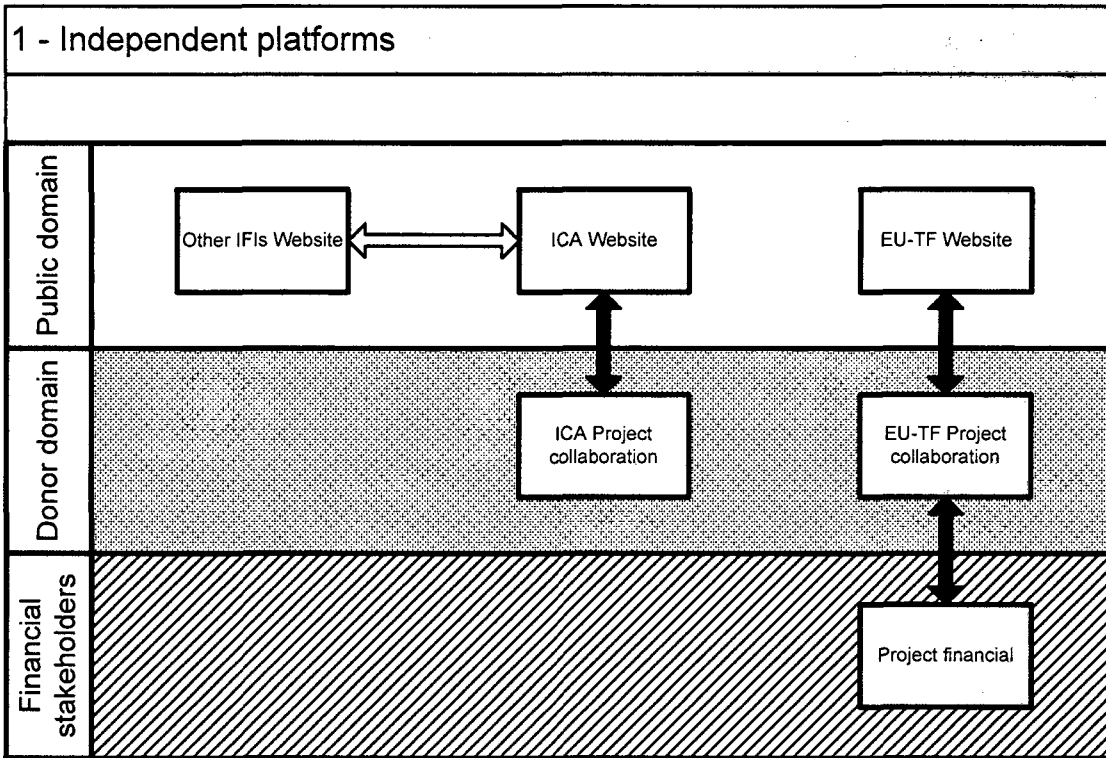 1 - Independent platforms
Public domain
Other IFIs Website
ICA Website
EU-TF Website
Donor domain
ICA Project
collaboration
EU-TF Project
collaboration
Financial
stakeholders
Project financial